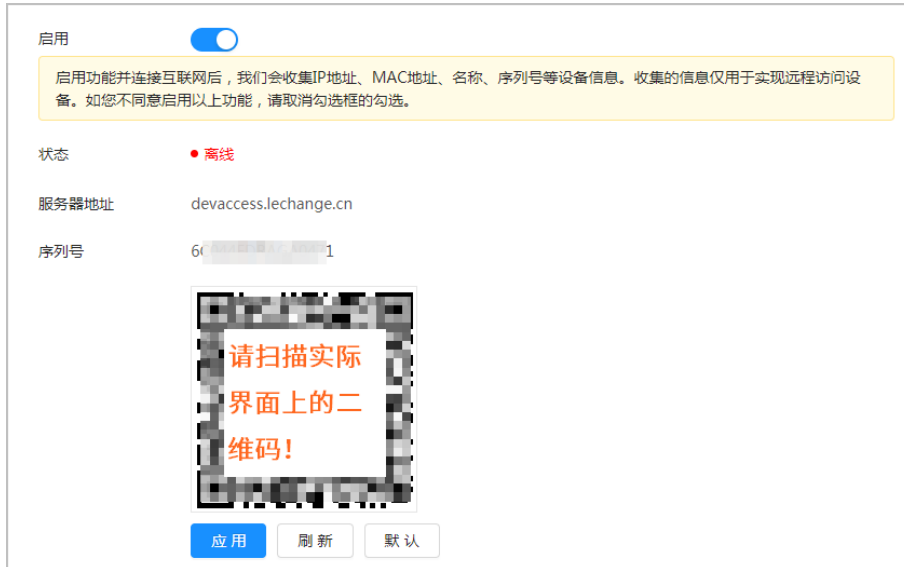 启用
启用功能并连接互联网后，我们会收集IP地址、MAC地址、名称、序列号等设备信息。收集的信息仅用于实现远程访问设
备。如您不同意启用以上功能，请取消勾选框的勾选。
状态 离线
服务器地址 devaccess.lechange.cn
序列号 6 1
请扫描实际
界面上的二
维码！
应用 刷新 默认